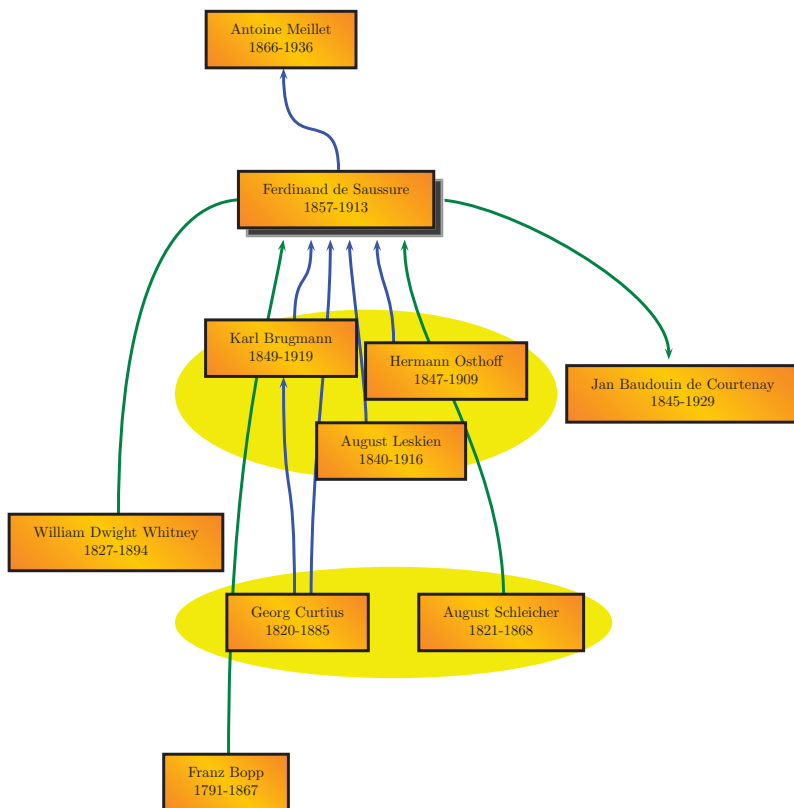 Antoine Meillet
1866-1936
Ferdinand de Saussure
1857-1913
Karl Brugmann
1849-1919
Hermann Osthoff
1847-1909
Jan Baudouin de Courtenay
1845-1929
August Leskien
1840-1916
William Dwight Whitney
1827-1894
Georg Curtius
1820-1885
August Schleicher
1821-1868
Franz Bopp
1791-1867